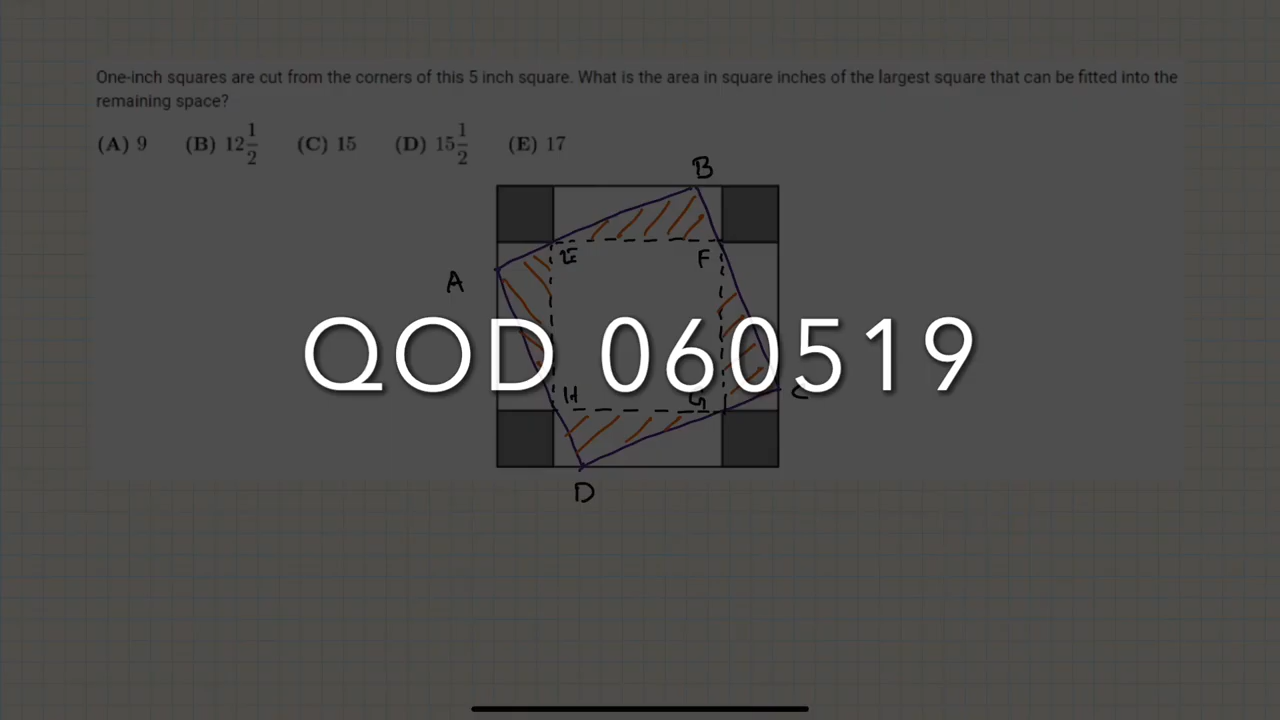 One-inch squares are cut from the corners of this 5 inch square. What is the area in square inches of the largest square that can be fitted into the
remaining space?
(A) 9 (B) 12 1/2 (C) 15 (D) 15 1/2 (E) 17
B
E F
A
QOD 060519
H G C
D